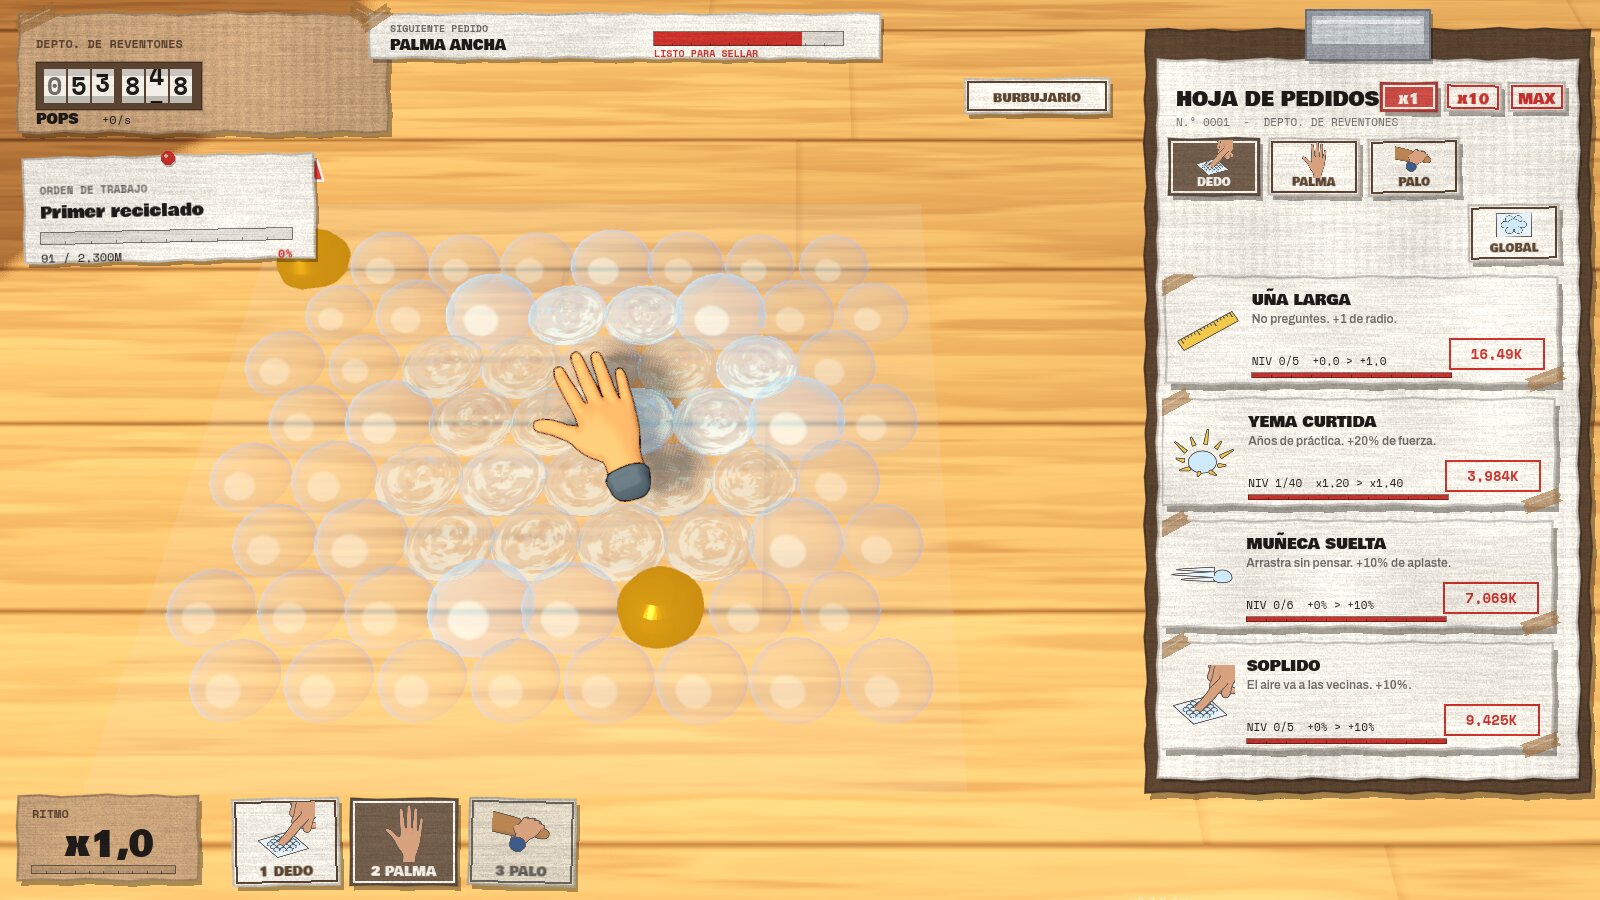 DEPTO. DE REVENTONES
053848
POPS +0/s
SIGUIENTE PEDIDO
PALMA ANCHA
LISTO PARA SELLAR
BURBUJARIO
ORDEN DE TRABAJO
Primer reciclado
91 / 2,300M 0%
HOJA DE PEDIDOS x1 x10 MAX
N.° 0001 - DEPTO. DE REVENTONES
DEDO PALMA PALO
GLOBAL
UÑA LARGA
No preguntes. +1 de radio.
NIV 0/5 +0,0 > +1,0
16,49K
YEMA CURTIDA
Años de práctica. +20% de fuerza.
NIV 1/40 x1,20 > x1,40
3,984K
MUÑECA SUELTA
Arrastra sin pensar. +10% de aplaste.
NIV 0/6 +0% > +10%
7,069K
SOPLIDO
El aire va a las vecinas. +10%.
NIV 0/5 +0% > +10%
9,425K
RITMO
x1,0
1 DEDO 2 PALMA 3 PALO